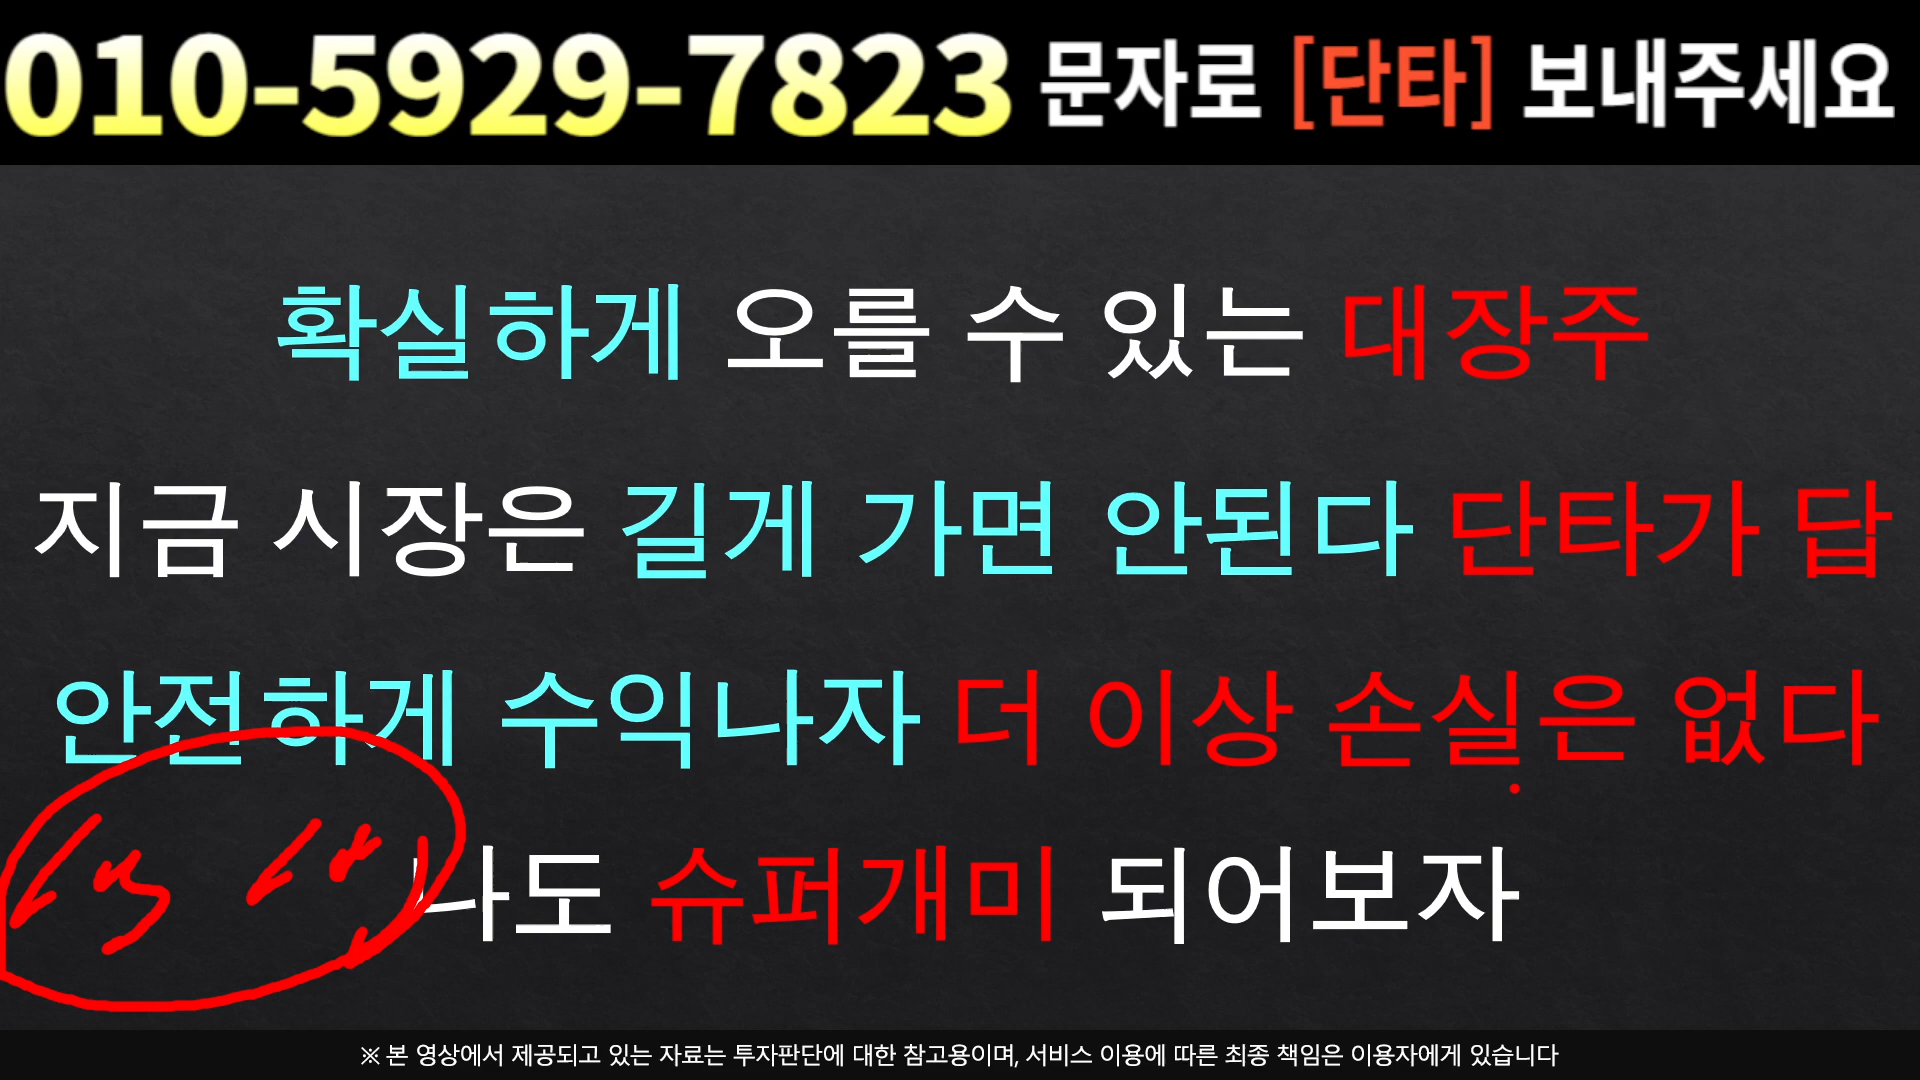 010-5929-7823 문자로 [단타] 보내주세요
확실하게 오를 수 있는 대장주
지금 시장은 길게 가면 안된다 단타가 답
안전하게 수익나자 더 이상 손실은 없다
나도 슈퍼개미 되어보자
※ 본 영상에서 제공되고 있는 자료는 투자판단에 대한 참고용이며, 서비스 이용에 따른 최종 책임은 이용자에게 있습니다